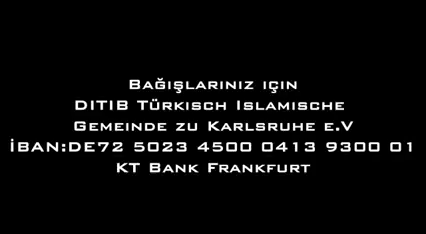 Bağışlarınız için
DITIB Türkisch Islamische
Gemeinde zu Karlsruhe e.V
İBAN:DE72 5023 4500 0413 9300 01
KT Bank Frankfurt